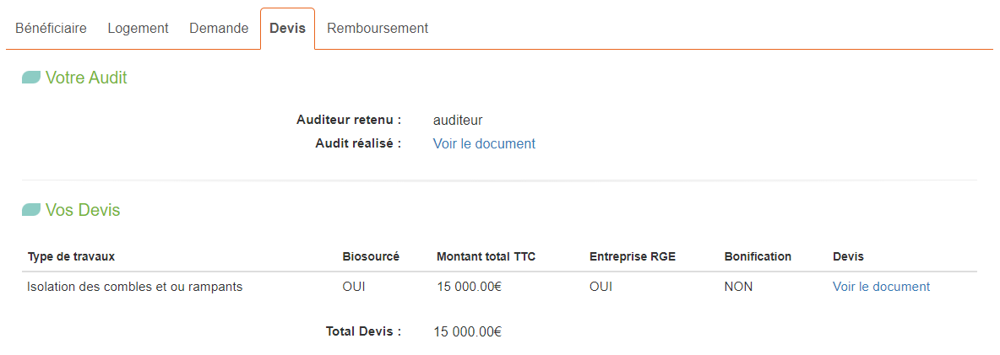 Bénéficiaire Logement Demande Devis Remboursement
Votre Audit
Auditeur retenu : auditeur
Audit réalisé : Voir le document
Vos Devis
Type de travaux Biosourcé Montant total TTC Entreprise RGE Bonification Devis
Isolation des combles et ou rampants OUI 15 000.00€ OUI NON Voir le document
Total Devis : 15 000.00€